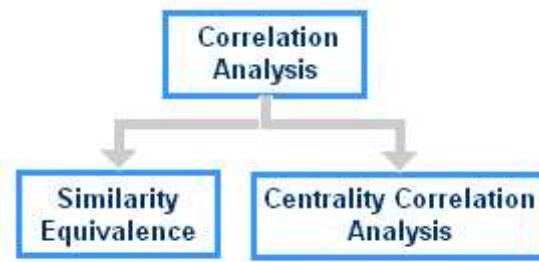 Correlation
Analysis
Similarity
Equivalence
Centrality Correlation
Analysis